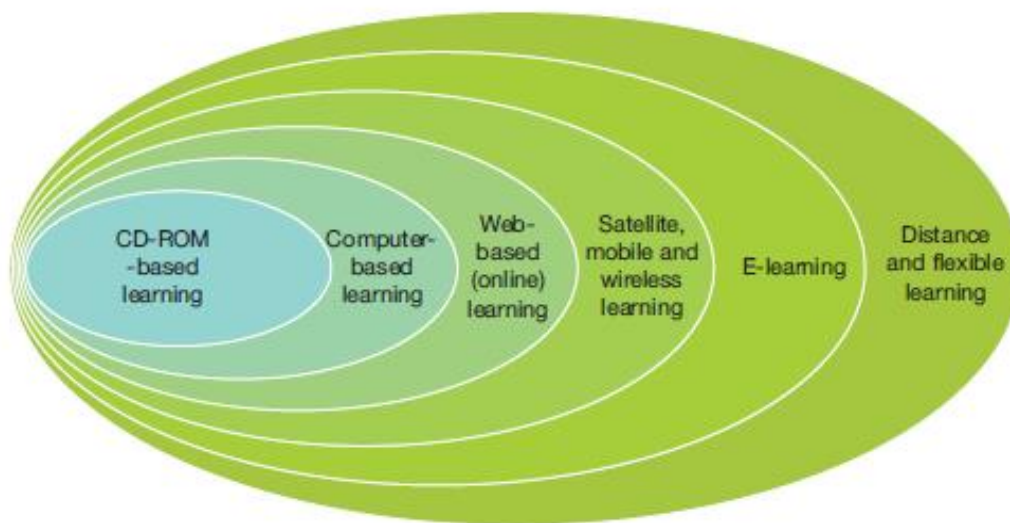 CD-ROM
-based
learning
Computer-
based
learning
Web-
based
(online)
learning
Satellite,
mobile and
wireless
learning
E-learning
Distance
and flexible
learning